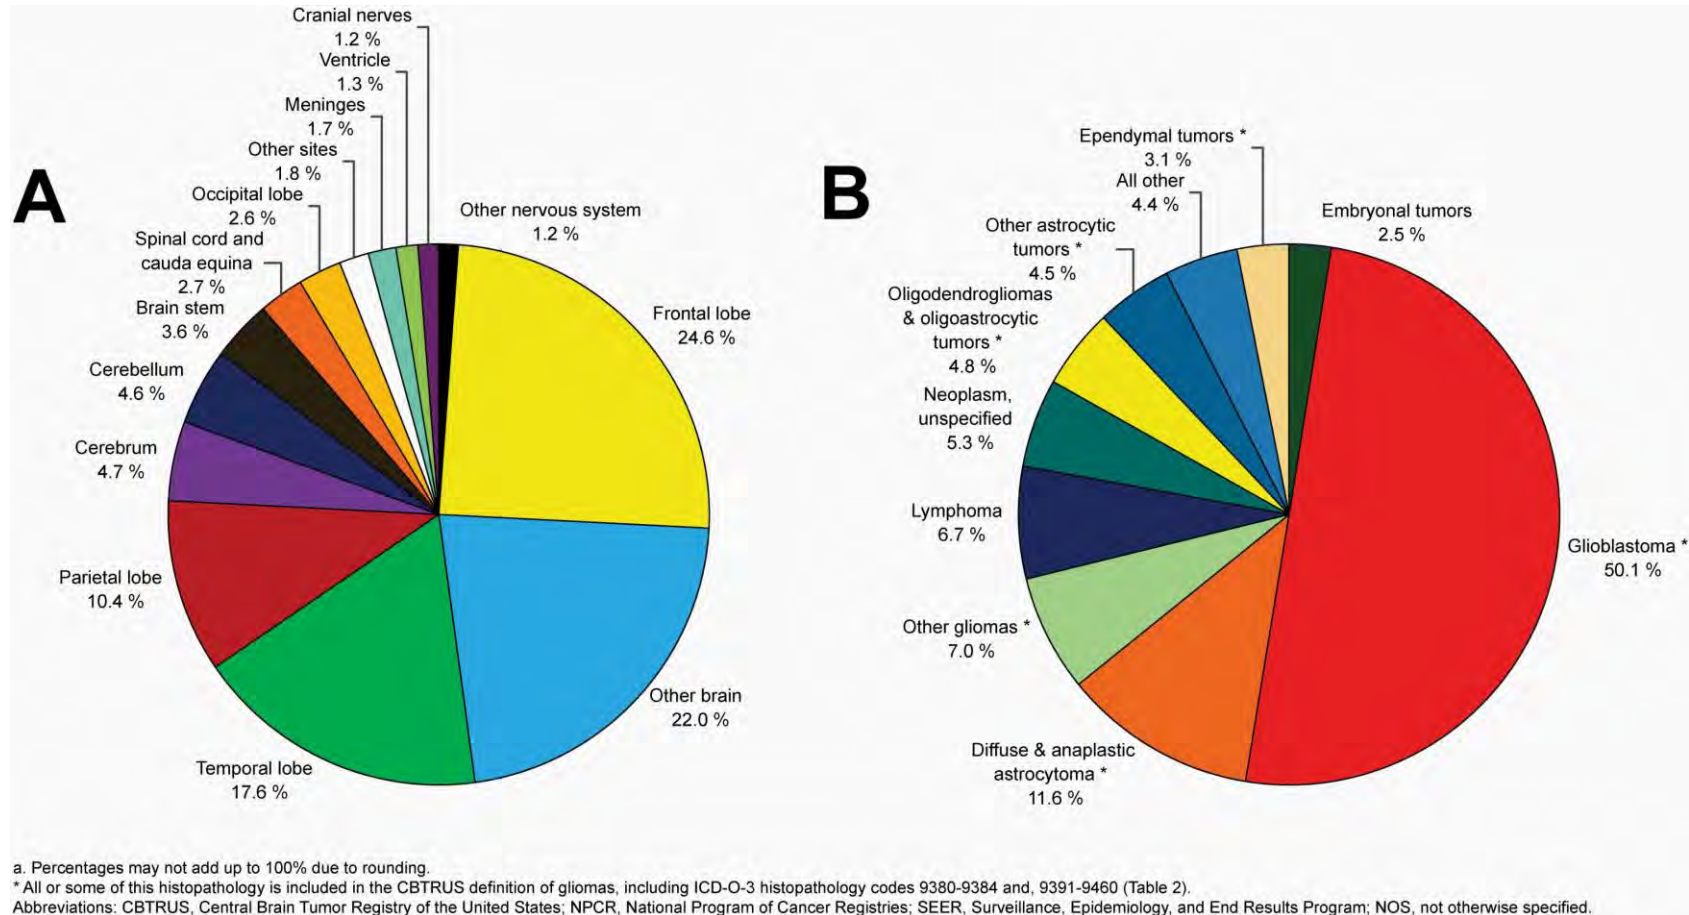 A
Cranial nerves
1.2 %
Ventricle
1.3 %
Meninges
1.7 %
Other sites
1.8 %
Occipital lobe
2.6 %
Spinal cord and
cauda equina
2.7 %
Brain stem
3.6 %
Cerebellum
4.6 %
Cerebrum
4.7 %
Parietal lobe
10.4 %
Temporal lobe
17.6 %
Other brain
22.0 %
Frontal lobe
24.6 %
Other nervous system
1.2 %
B
Ependymal tumors *
3.1 %
All other
4.4 %
Other astrocytic
tumors *
4.5 %
Oligodendrogliomas
& oligoastrocytic
tumors *
4.8 %
Neoplasm,
unspecified
5.3 %
Lymphoma
6.7 %
Other gliomas *
7.0 %
Diffuse & anaplastic
astrocytoma *
11.6 %
Glioblastoma *
50.1 %
Embryonal tumors
2.5 %
a. Percentages may not add up to 100% due to rounding.
* All or some of this histopathology is included in the CBTRUS definition of gliomas, including ICD-O-3 histopathology codes 9380-9384 and, 9391-9460 (Table 2).
Abbreviations: CBTRUS, Central Brain Tumor Registry of the United States; NPCR, National Program of Cancer Registries; SEER, Surveillance, Epidemiology, and End Results Program; NOS, not otherwise specified.